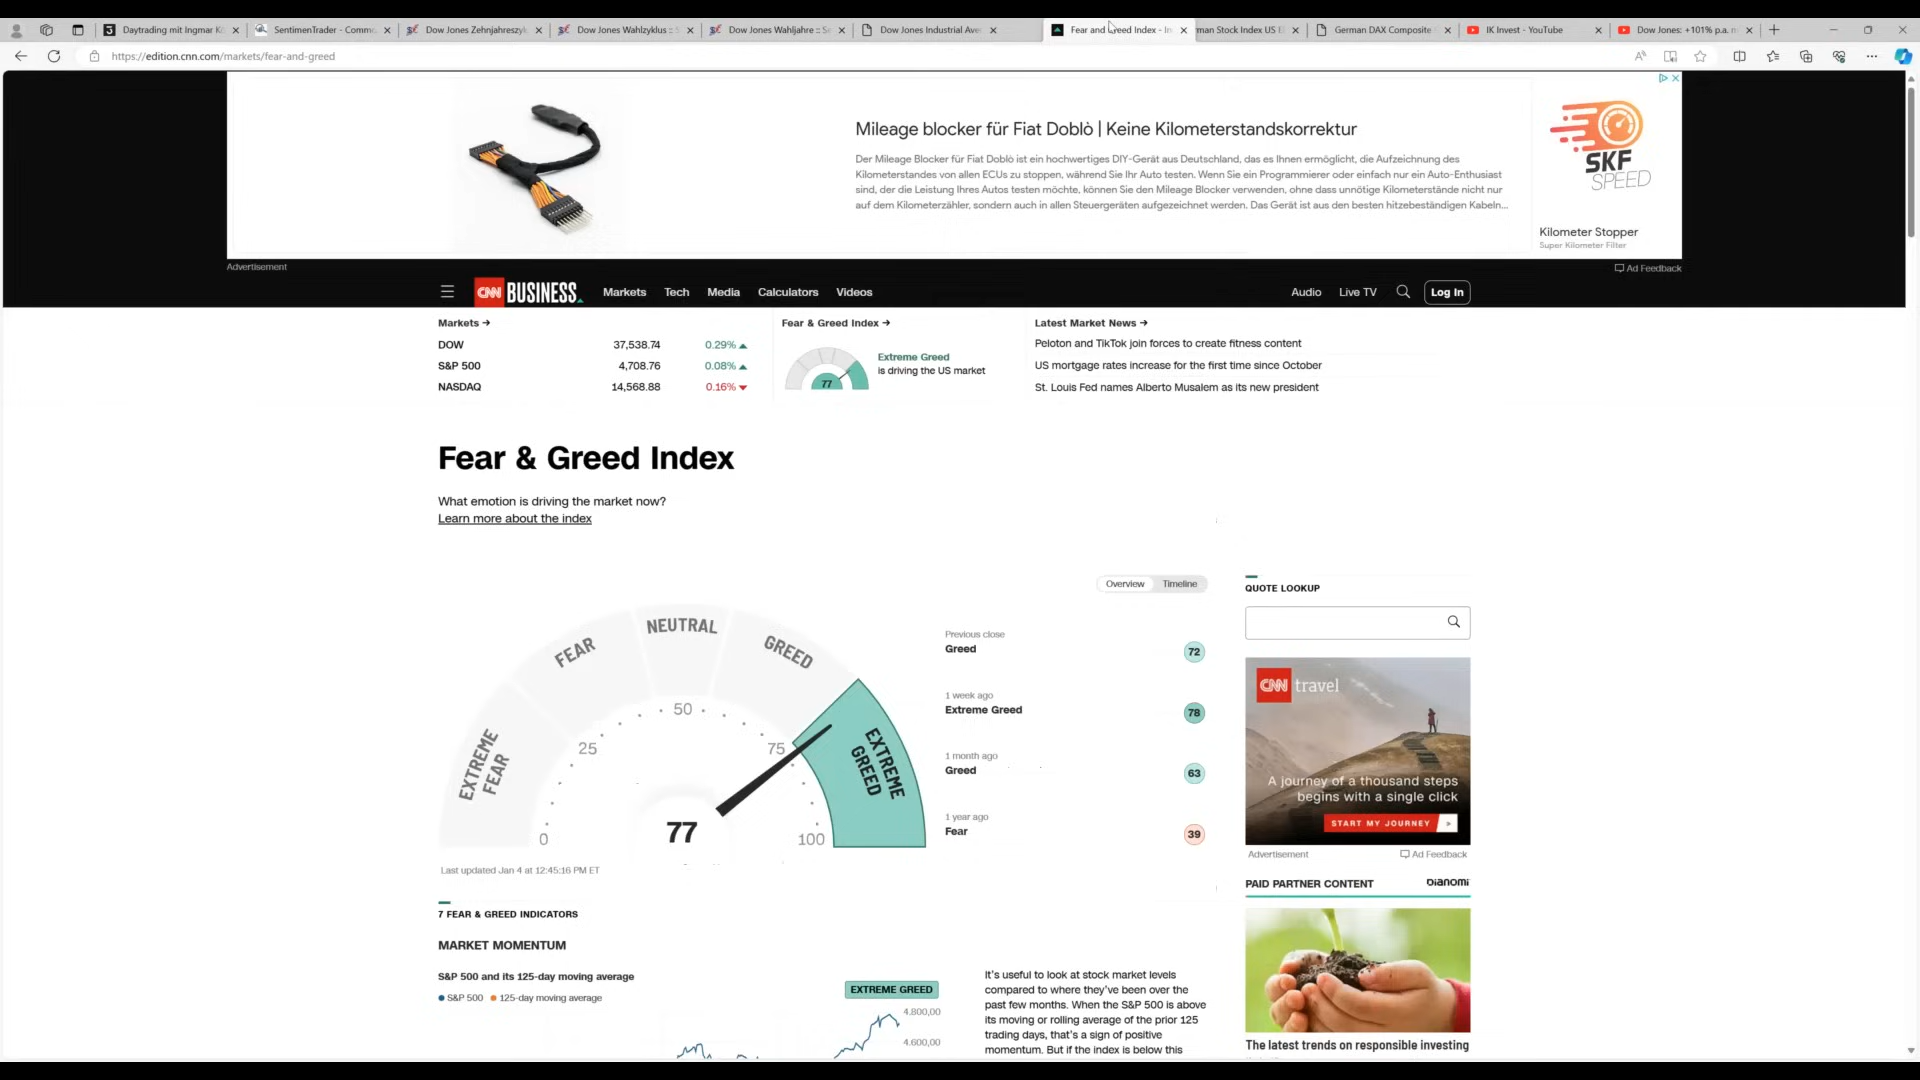 Daytrading mit Ingmar K
SentimenTrader - Commu
Dow Jones Zehnjahreszyk
Dow Jones Wahlzyklus :: S
Dow Jones Wahljahre :: Se
Dow Jones Industrial Ave
Fear and Greed Index - In
man Stock Index US E
German DAX Composite
IK Invest - YouTube
Dow Jones: +101% p.a. n
https://edition.cnn.com/markets/fear-and-greed
Mileage blocker für Fiat Doblò | Keine Kilometerstandskorrektur
Der Mileage Blocker für Fiat Doblò ist ein hochwertiges DIY-Gerät aus Deutschland, das es Ihnen ermöglicht, die Aufzeichnung des
Kilometerstandes von allen ECUs zu stoppen, während Sie Ihr Auto testen. Wenn Sie ein Programmierer oder einfach nur ein Auto-Enthusiast
sind, der die Leistung Ihres Autos testen möchte, können Sie den Mileage Blocker verwenden, ohne dass unnötige Kilometerstände nicht nur
auf dem Kilometerzähler, sondern auch in allen Steuergeräten aufgezeichnet werden. Das Gerät ist aus den besten hitzebeständigen Kabeln...
SKF
SPEED
Kilometer Stopper
Super Kilometer Filter
Advertisement
Ad Feedback
CNN BUSINESS
Markets
Tech
Media
Calculators
Videos
Audio
Live TV
Log In
Markets →
DOW 37,538.74 0.29%
S&P 500 4,708.76 0.08%
NASDAQ 14,568.88 0.16%
Fear & Greed Index →
77
Extreme Greed
is driving the US market
Latest Market News →
Peloton and TikTok join forces to create fitness content
US mortgage rates increase for the first time since October
St. Louis Fed names Alberto Musalem as its new president
Fear & Greed Index
What emotion is driving the market now?
Learn more about the index
Overview
Timeline
EXTREME
FEAR
FEAR
NEUTRAL
GREED
EXTREME
GREED
0
25
50
75
100
77
Last updated Jan 4 at 12:45:16 PM ET
Previous close
Greed
72
1 week ago
Extreme Greed
78
1 month ago
Greed
63
1 year ago
Fear
39
QUOTE LOOKUP
CNN travel
A journey of a thousand steps
begins with a single click
START MY JOURNEY
Advertisement
Ad Feedback
PAID PARTNER CONTENT
The latest trends on responsible investing
7 FEAR & GREED INDICATORS
MARKET MOMENTUM
S&P 500 and its 125-day moving average
S&P 500
125-day moving average
EXTREME GREED
4.800,00
4.600,00
It's useful to look at stock market levels
compared to where they've been over the
past few months. When the S&P 500 is above
its moving or rolling average of the prior 125
trading days, that's a sign of positive
momentum. But if the index is below this